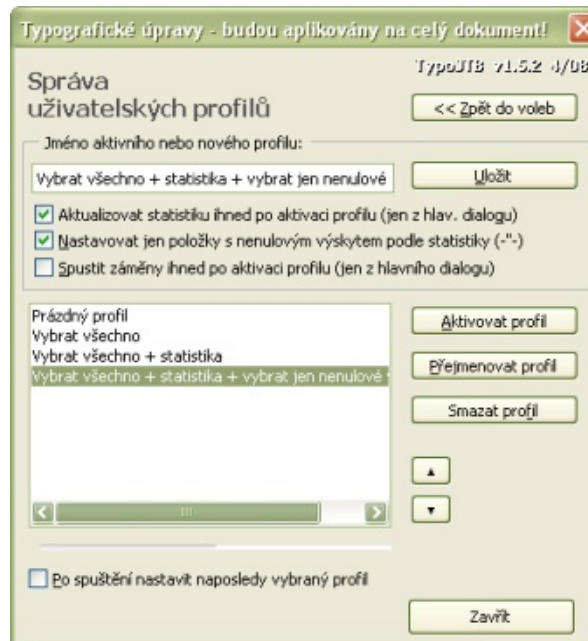 Typografické úpravy - budou aplikovány na celý dokument!
TypoJTB v1.5.2 4/08
Správa
uživatelských profilů
<< Zpět do voleb
Jméno aktivního nebo nového profilu:
Vybrat všechno + statistika + vybrat jen nenulové
Uložit
Aktualizovat statistiku ihned po aktivaci profilu (jen z hlav. dialogu)
Nastavovat jen položky s nenulovým výskytem podle statistiky (-"-)
Spustit záměny ihned po aktivaci profilu (jen z hlavního dialogu)
Prázdný profil
Vybrat všechno
Vybrat všechno + statistika
Vybrat všechno + statistika + vybrat jen nenulové
Aktivovat profil
Přejmenovat profil
Smazat profil
Po spuštění nastavit naposledy vybraný profil
Zavřít